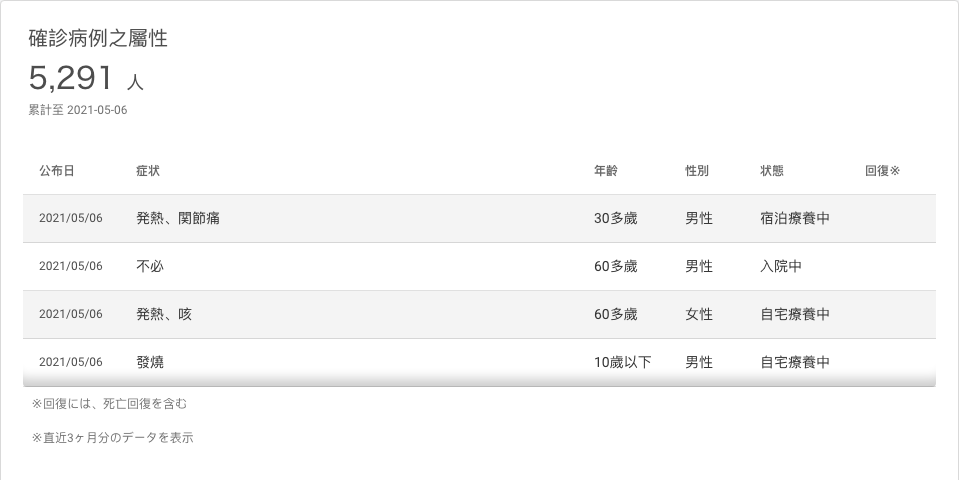 確診病例之屬性
5,291 人
累計至 2021-05-06
公布日 症状 年齢 性別 状態 回復※
2021/05/06 発熱、関節痛 30多歲 男性 宿泊療養中
2021/05/06 不必 60多歲 男性 入院中
2021/05/06 発熱、咳 60多歲 女性 自宅療養中
2021/05/06 發燒 10歲以下 男性 自宅療養中
※回復には、死亡回復を含む
※直近3ヶ月分のデータを表示